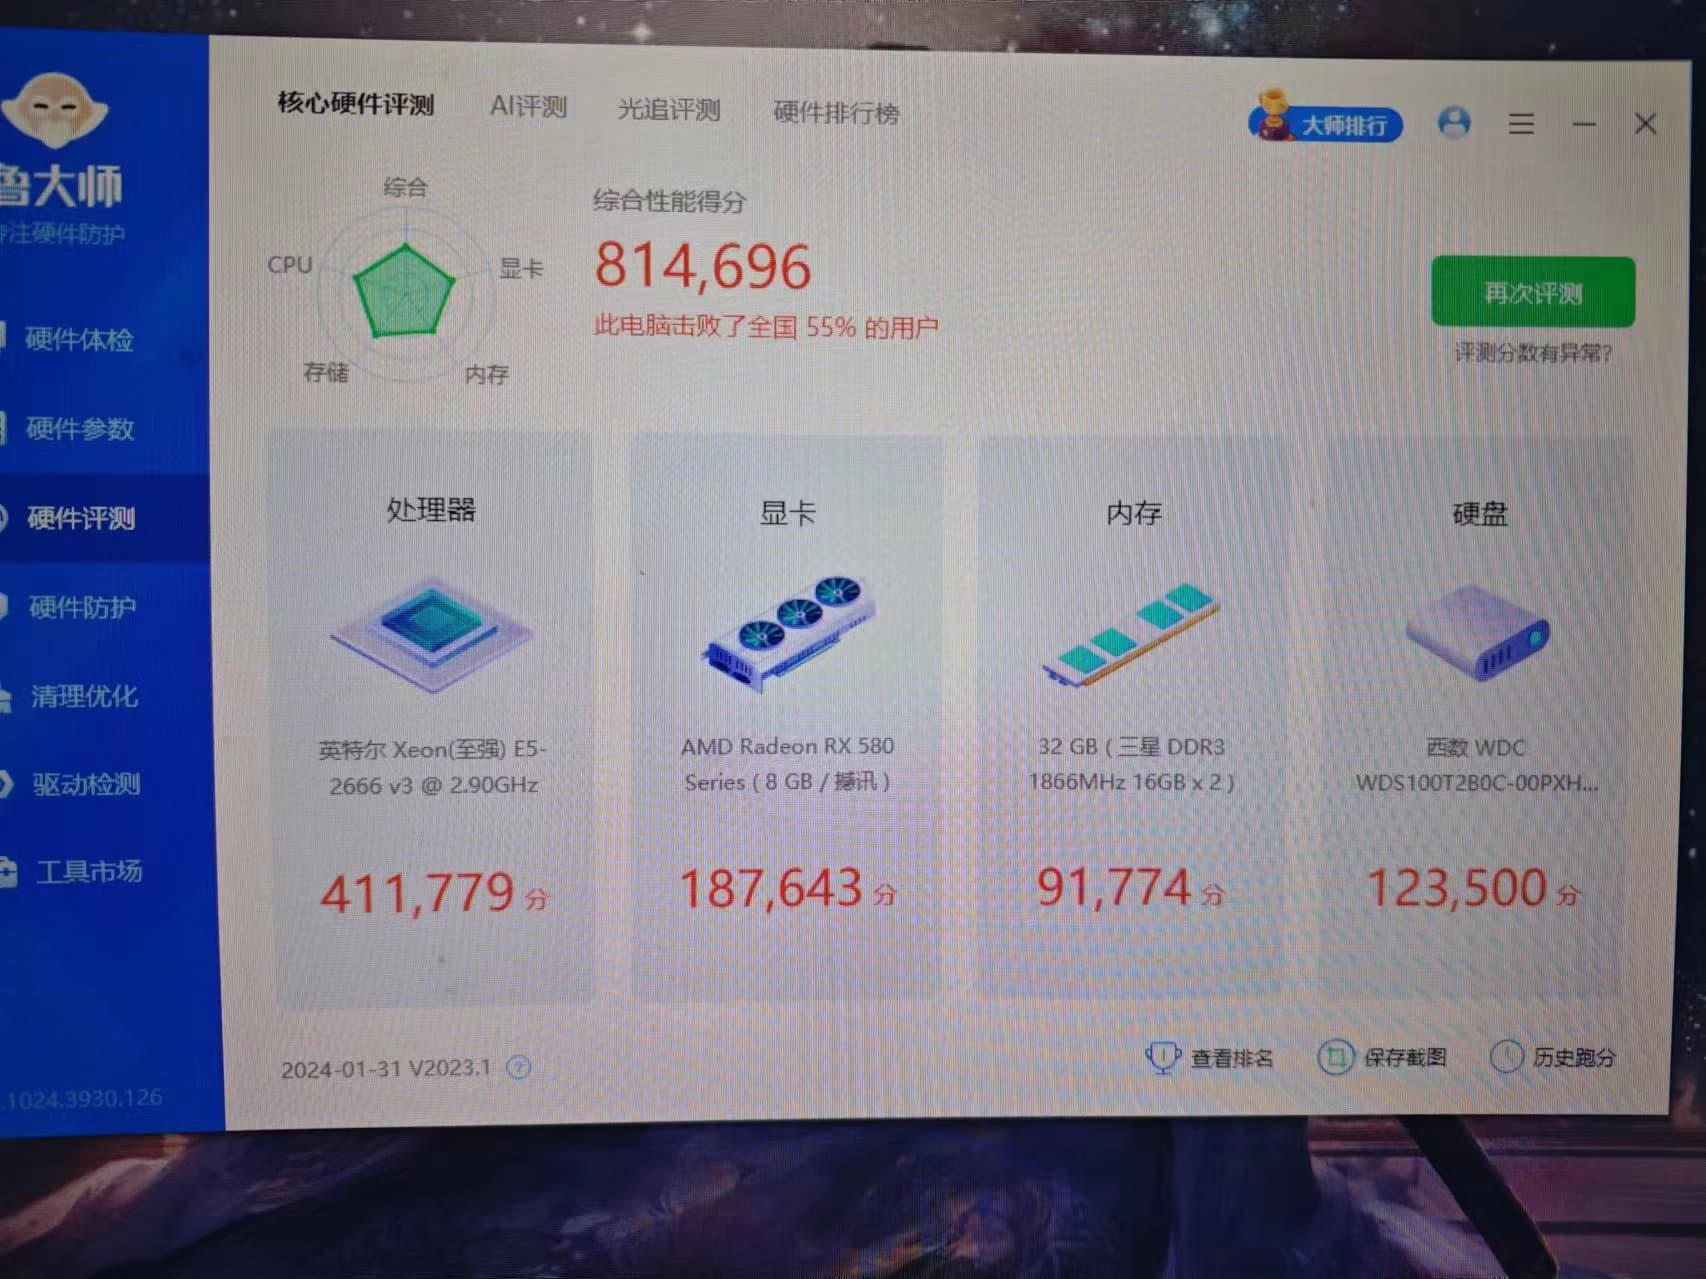 核心硬件评测
AI评测
光追评测
硬件排行榜
大师排行
鲁大师
专注硬件防护
硬件体检
硬件参数
硬件评测
硬件防护
清理优化
驱动检测
工具市场
.1024.3930.126
综合
CPU
显卡
存储
内存
综合性能得分
814,696
此电脑击败了全国 55% 的用户
再次评测
评测分数有异常?
处理器
英特尔 Xeon(至强) E5-
2666 v3 @ 2.90GHz
411,779 分
显卡
AMD Radeon RX 580
Series ( 8 GB / 撼讯 )
187,643 分
内存
32 GB ( 三星 DDR3
1866MHz 16GB x 2 )
91,774 分
硬盘
西数 WDC
WDS100T2B0C-00PXH...
123,500 分
2024-01-31 V2023.1
查看排名
保存截图
历史跑分